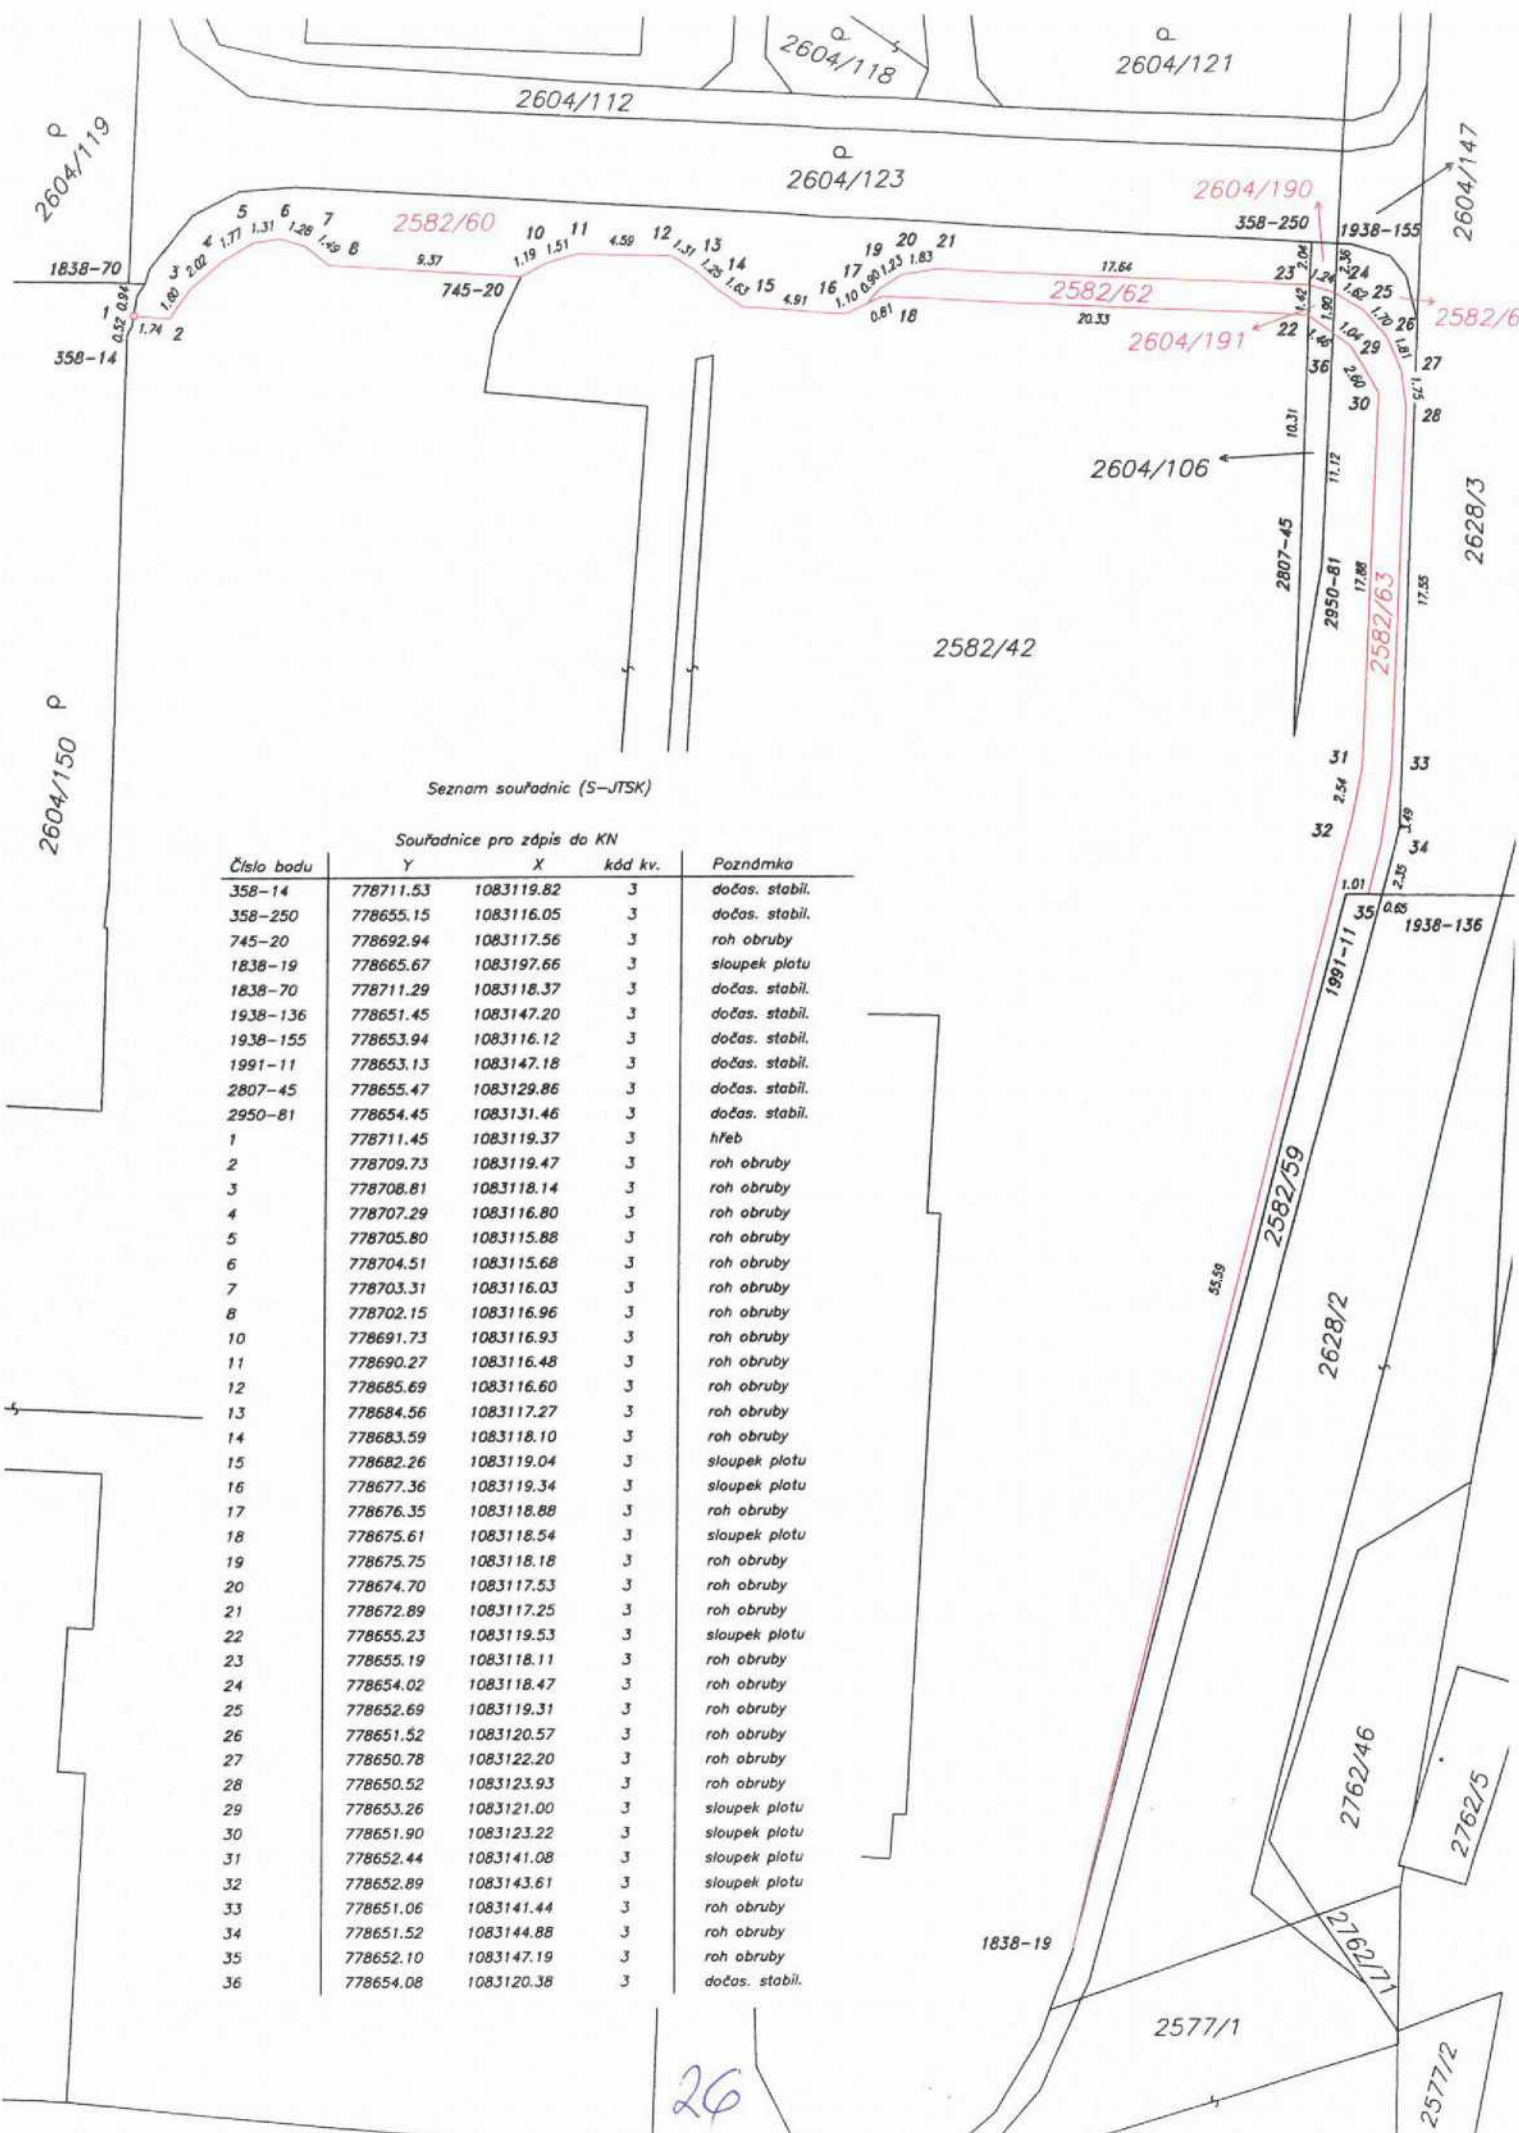 2604/118
2604/121
2604/112
2604/119
2604/123
2604/147
2604/190
358-250
1938-155
2582/60
5 6 7
4 1.77 1.31 1.28 1.49 8
3 2.02
1838-70
1 0.94 1.80
0.52 1.74 2
358-14
9.37
745-20
10 11 12 13
1.19 1.51 4.59 1.31 1.25 14
1.63 15
4.91 16
1.10 17
0.90 19
1.23 20
1.83 21
0.81 18
17.64
2582/62
20.33
2.04 2.36
23 1.24 24
1.42 1.90 1.62 25
22 1.46 1.04 29
1.70 26
2582/6
2604/191
36 2.60 1.81 27
30 1.75 28
10.31
11.12
2604/106
2628/3
2807-45
2950-81
17.88
2582/63
17.55
2582/42
2604/150
31 33
2.54
32 3.49 34
1.01 2.35
35 0.65
1938-136
1991-11
Seznam souřadnic (S-JTSK)
Souřadnice pro zápis do KN
Číslo bodu Y X kód kv. Poznámka
358-14 778711.53 1083119.82 3 dočas. stabil.
358-250 778655.15 1083116.05 3 dočas. stabil.
745-20 778692.94 1083117.56 3 roh obruby
1838-19 778665.67 1083197.66 3 sloupek plotu
1838-70 778711.29 1083118.37 3 dočas. stabil.
1938-136 778651.45 1083147.20 3 dočas. stabil.
1938-155 778653.94 1083116.12 3 dočas. stabil.
1991-11 778653.13 1083147.18 3 dočas. stabil.
2807-45 778655.47 1083129.86 3 dočas. stabil.
2950-81 778654.45 1083131.46 3 dočas. stabil.
1 778711.45 1083119.37 3 hřeb
2 778709.73 1083119.47 3 roh obruby
3 778708.81 1083118.14 3 roh obruby
4 778707.29 1083116.80 3 roh obruby
5 778705.80 1083115.88 3 roh obruby
6 778704.51 1083115.68 3 roh obruby
7 778703.31 1083116.03 3 roh obruby
8 778702.15 1083116.96 3 roh obruby
10 778691.73 1083116.93 3 roh obruby
11 778690.27 1083116.48 3 roh obruby
12 778685.69 1083116.60 3 roh obruby
13 778684.56 1083117.27 3 roh obruby
14 778683.59 1083118.10 3 roh obruby
15 778682.26 1083119.04 3 sloupek plotu
16 778677.36 1083119.34 3 sloupek plotu
17 778676.35 1083118.88 3 roh obruby
18 778675.61 1083118.54 3 sloupek plotu
19 778675.75 1083118.18 3 roh obruby
20 778674.70 1083117.53 3 roh obruby
21 778672.89 1083117.25 3 roh obruby
22 778655.23 1083119.53 3 sloupek plotu
23 778655.19 1083118.11 3 roh obruby
24 778654.02 1083118.47 3 roh obruby
25 778652.69 1083119.31 3 roh obruby
26 778651.52 1083120.57 3 roh obruby
27 778650.78 1083122.20 3 roh obruby
28 778650.52 1083123.93 3 roh obruby
29 778653.26 1083121.00 3 sloupek plotu
30 778651.90 1083123.22 3 sloupek plotu
31 778652.44 1083141.08 3 sloupek plotu
32 778652.89 1083143.61 3 sloupek plotu
33 778651.06 1083141.44 3 roh obruby
34 778651.52 1083144.88 3 roh obruby
35 778652.10 1083147.19 3 roh obruby
36 778654.08 1083120.38 3 dočas. stabil.
2582/59
55.59
2628/2
2762/46
2762/5
2762/71
1838-19
2577/1
2577/2
26